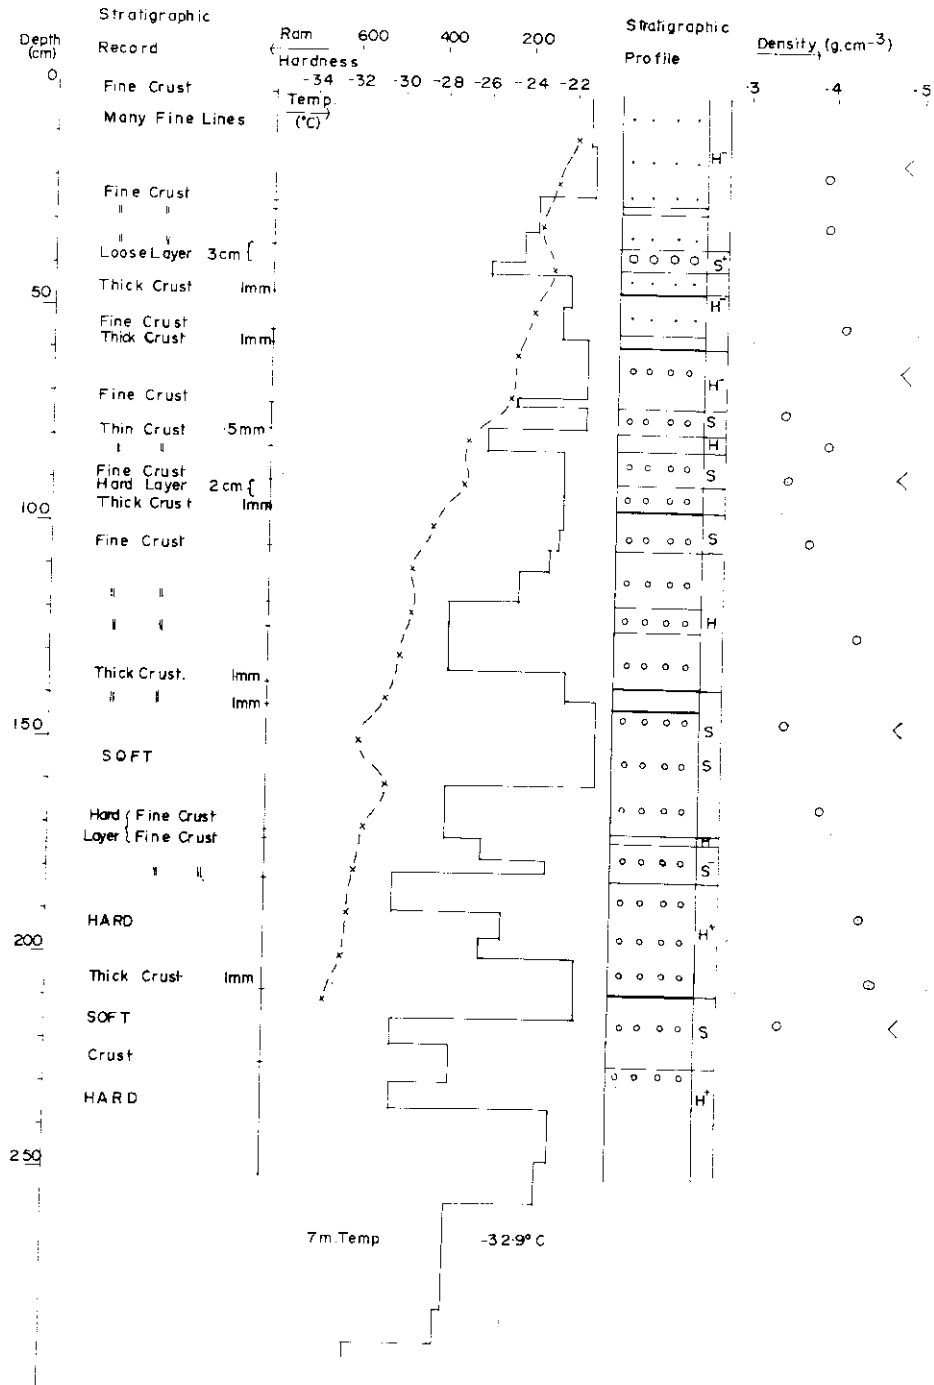 Stratigraphic
Record
Depth
(cm)
Ram 600 400 200
Hardness
-34 -32 -30 -28 -26 -24 -22
Temp.
(°C)
Stratigraphic
Profile
Density (g.cm-3)
.3 .4 .5
0
Fine Crust
Many Fine Lines
H-
Fine Crust
" "
" "
Loose Layer 3cm
S+
Thick Crust 1mm
50
H-
Fine Crust
Thick Crust 1mm
H-
Fine Crust
S
Thin Crust .5mm
" "
H
Fine Crust
S
Hard Layer 2cm
Thick Crust 1mm
100
Fine Crust
S
" "
" "
H
Thick Crust. 1mm
" " 1mm
150
S
SOFT
S
Hard Fine Crust
Layer Fine Crust
H
" "
S-
HARD
H+
200
Thick Crust 1mm
SOFT
S
Crust
HARD
H+
250
7m.Temp -32.9°C